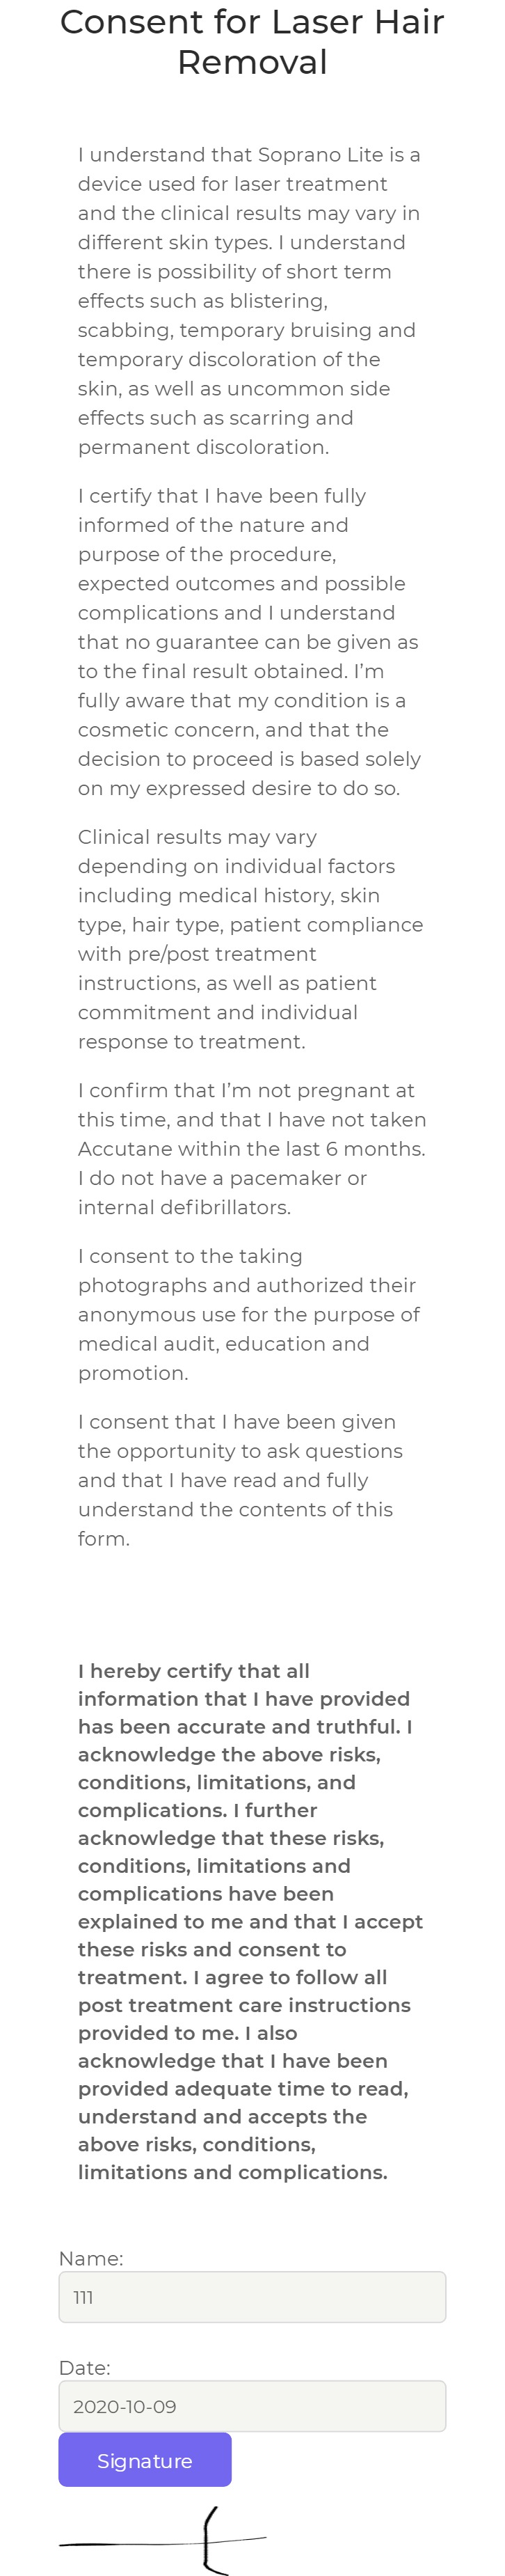 Consent for Laser Hair
Removal
I understand that Soprano Lite is a
device used for laser treatment
and the clinical results may vary in
different skin types. I understand
there is possibility of short term
effects such as blistering,
scabbing, temporary bruising and
temporary discoloration of the
skin, as well as uncommon side
effects such as scarring and
permanent discoloration.
I certify that I have been fully
informed of the nature and
purpose of the procedure,
expected outcomes and possible
complications and I understand
that no guarantee can be given as
to the final result obtained. I'm
fully aware that my condition is a
cosmetic concern, and that the
decision to proceed is based solely
on my expressed desire to do so.
Clinical results may vary
depending on individual factors
including medical history, skin
type, hair type, patient compliance
with pre/post treatment
instructions, as well as patient
commitment and individual
response to treatment.
I confirm that I'm not pregnant at
this time, and that I have not taken
Accutane within the last 6 months.
I do not have a pacemaker or
internal defibrillators.
I consent to the taking
photographs and authorized their
anonymous use for the purpose of
medical audit, education and
promotion.
I consent that I have been given
the opportunity to ask questions
and that I have read and fully
understand the contents of this
form.
I hereby certify that all
information that I have provided
has been accurate and truthful. I
acknowledge the above risks,
conditions, limitations, and
complications. I further
acknowledge that these risks,
conditions, limitations and
complications have been
explained to me and that I accept
these risks and consent to
treatment. I agree to follow all
post treatment care instructions
provided to me. I also
acknowledge that I have been
provided adequate time to read,
understand and accepts the
above risks, conditions,
limitations and complications.
Name:
111
Date:
2020-10-09
Signature